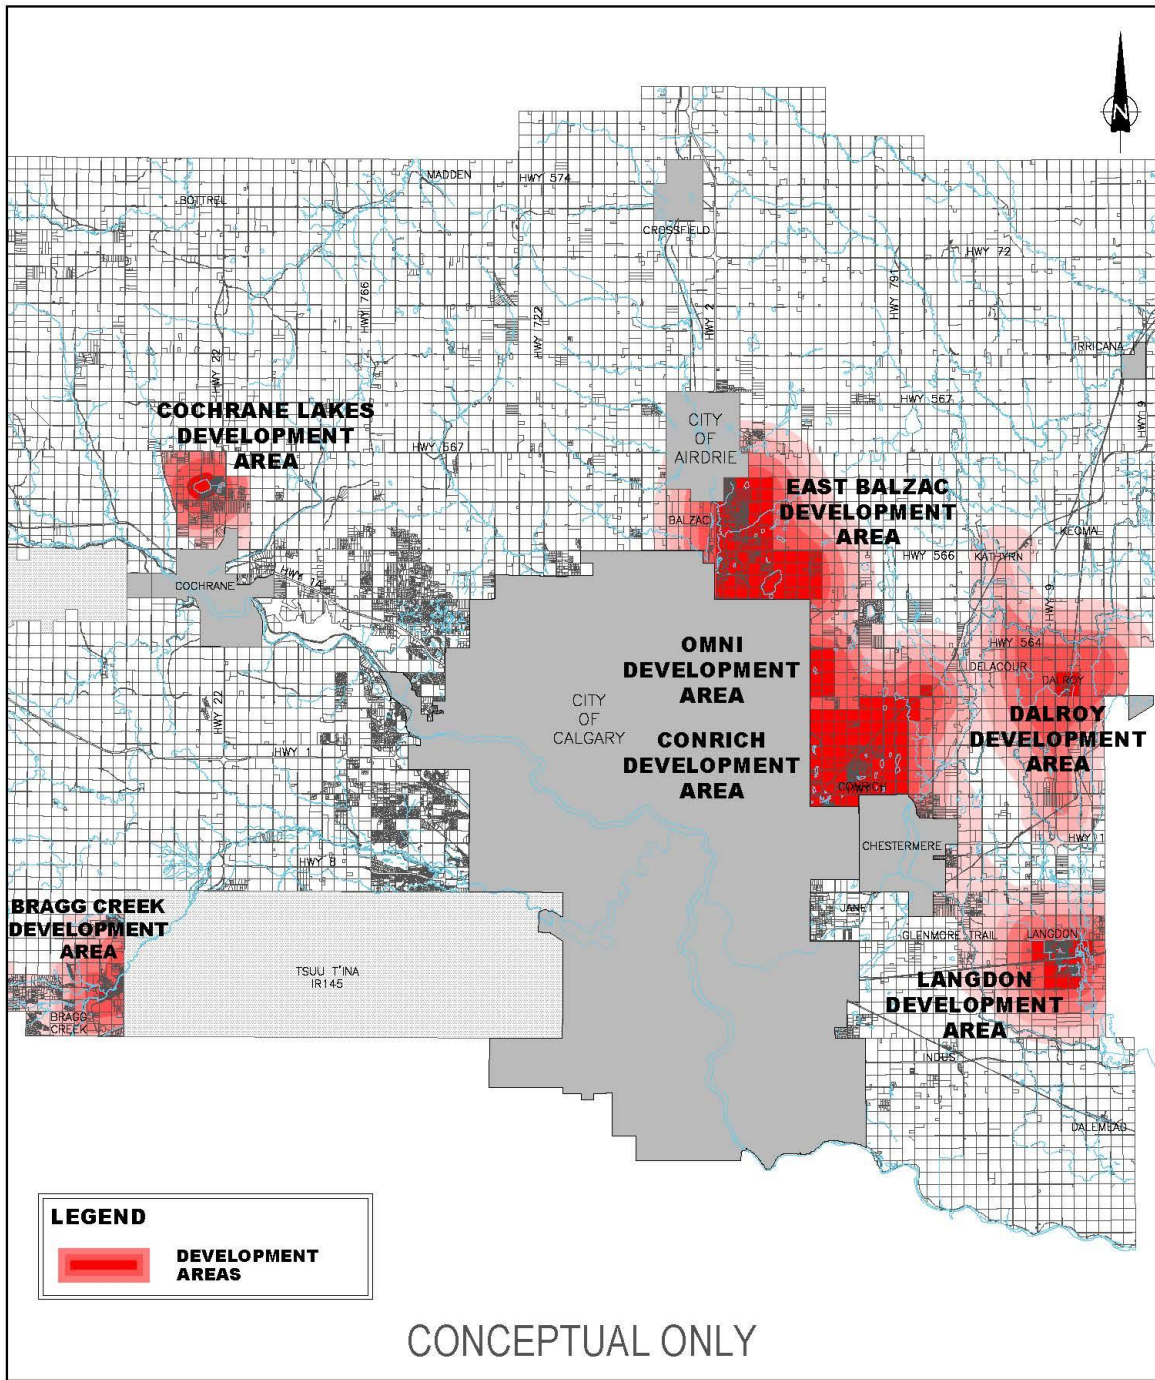 N
MADDEN
HWY 574
BOTTREL
CROSSFIELD
HWY 791
HWY 72
HWY 766
HWY 722
HWY 2
HWY 22
IRRICANA
HWY 9
COCHRANE LAKES
DEVELOPMENT
AREA
HWY 567
HWY 567
CITY
OF
AIRDRIE
EAST BALZAC
DEVELOPMENT
AREA
BALZAC
KEOMA
HWY 566
KATHYRN
COCHRANE
HWY 1A
HWY 9
OMNI
DEVELOPMENT
AREA
HWY 564
DELACOUR
DALROY
HWY 22
CITY
OF
CALGARY
DALROY
DEVELOPMENT
AREA
CONRICH
DEVELOPMENT
AREA
HWY 1
CONRICH
HWY 1
CHESTERMERE
HWY 8
BRAGG CREEK
DEVELOPMENT
AREA
JANET
GLENMORE TRAIL
LANGDON
TSUU T'INA
IR145
LANGDON
DEVELOPMENT
AREA
BRAGG
CREEK
INDUS
DALEMEAD
LEGEND
DEVELOPMENT
AREAS
CONCEPTUAL ONLY